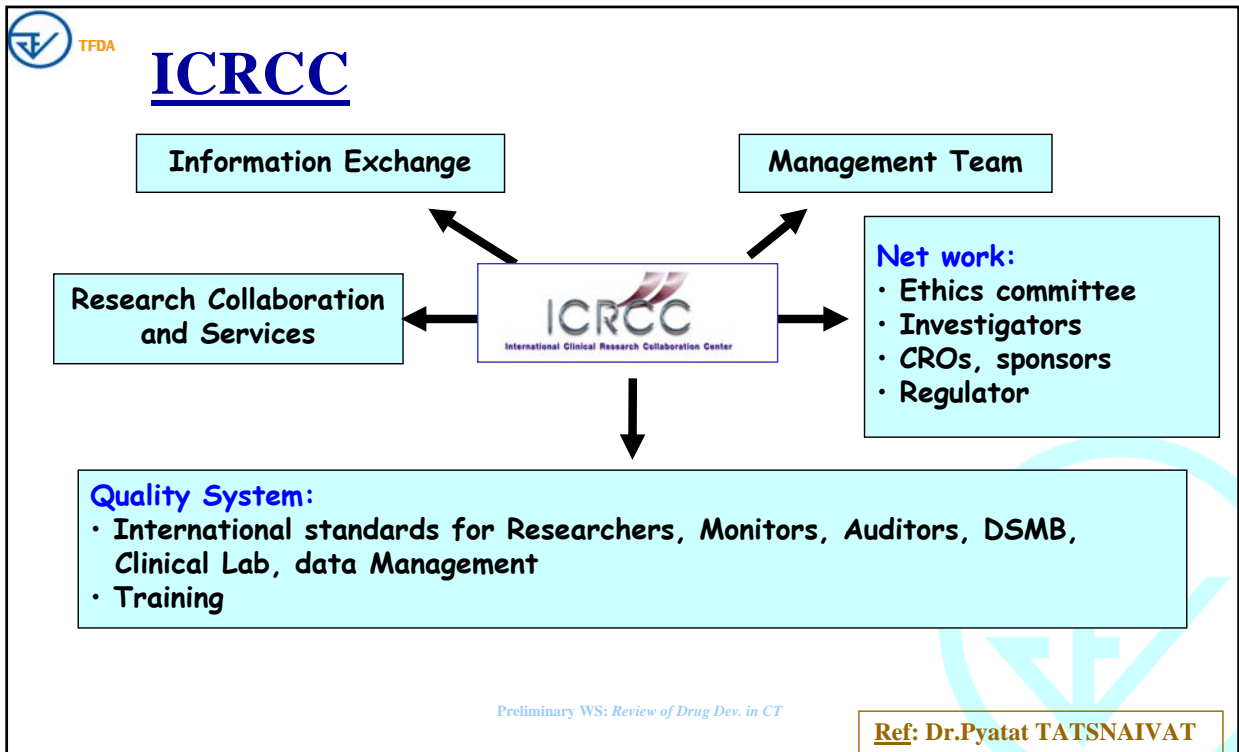 TFDA
ICRCC
Information Exchange
Management Team
Research Collaboration
and Services
ICRCC
International Clinical Research Collaboration Center
Net work:
• Ethics committee
• Investigators
• CROs, sponsors
• Regulator
Quality System:
• International standards for Researchers, Monitors, Auditors, DSMB,
Clinical Lab, data Management
• Training
Preliminary WS: Review of Drug Dev. in CT
Ref: Dr.Pyatat TATSNAIVAT